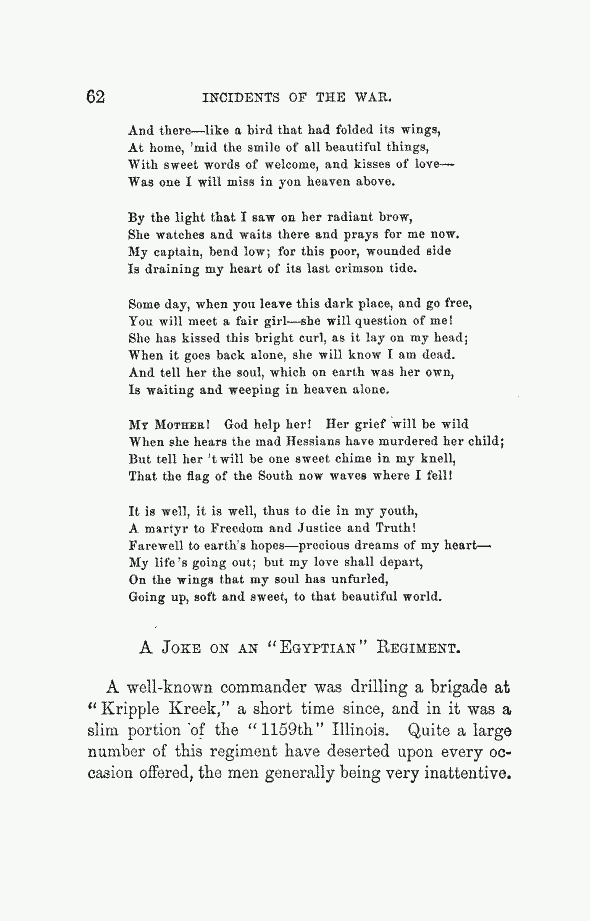 62 INCIDENTS OF THE WAR.
And there—like a bird that had folded its wings,
At home, 'mid the smile of all beautiful things,
With sweet words of welcome, and kisses of love—
Was one I will miss in yon heaven above.
By the light that I saw on her radiant brow,
She watches and waits there and prays for me now.
My captain, bend low; for this poor, wounded side
Is draining my heart of its last crimson tide.
Some day, when you leave this dark place, and go free,
You will meet a fair girl—she will question of me!
She has kissed this bright curl, as it lay on my head;
When it goes back alone, she will know I am dead.
And tell her the soul, which on earth was her own,
Is waiting and weeping in heaven alone.
MY MOTHER! God help her! Her grief will be wild
When she hears the mad Hessians have murdered her child;
But tell her 't will be one sweet chime in my knell,
That the flag of the South now waves where I fell!
It is well, it is well, thus to die in my youth,
A martyr to Freedom and Justice and Truth!
Farewell to earth's hopes—precious dreams of my heart—
My life's going out; but my love shall depart,
On the wings that my soul has unfurled,
Going up, soft and sweet, to that beautiful world.
A JOKE ON AN "EGYPTIAN" REGIMENT.
A well-known commander was drilling a brigade at
"Kripple Kreek," a short time since, and in it was a
slim portion of the "1159th" Illinois. Quite a large
number of this regiment have deserted upon every oc-
casion offered, the men generally being very inattentive.